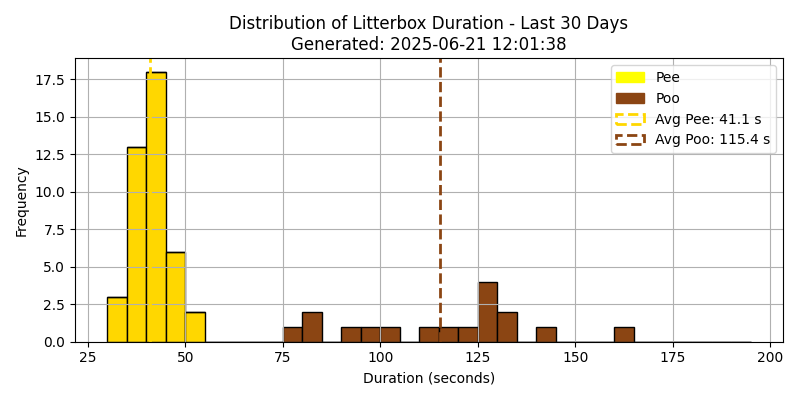 Distribution of Litterbox Duration - Last 30 Days
Generated: 2025-06-21 12:01:38
Pee
Poo
Avg Pee: 41.1 s
Avg Poo: 115.4 s
Frequency
17.5
15.0
12.5
10.0
7.5
5.0
2.5
0.0
25 50 75 100 125 150 175 200
Duration (seconds)